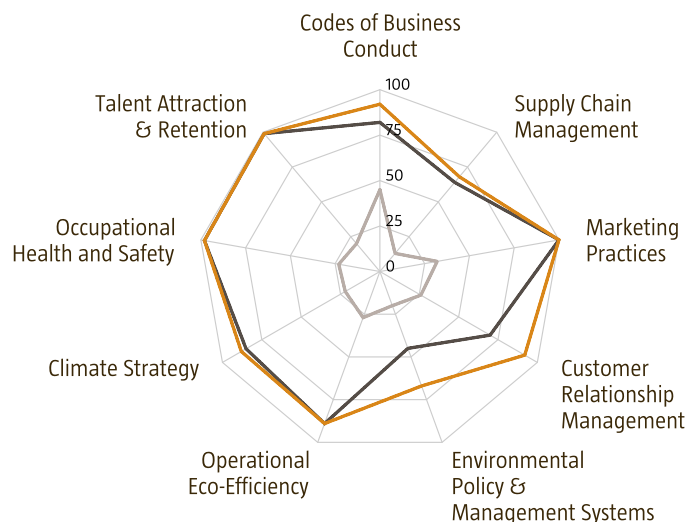 Codes of Business
Conduct
100
75
50
25
0
Supply Chain
Management
Marketing
Practices
Customer
Relationship
Management
Environmental
Policy &
Management Systems
Operational
Eco-Efficiency
Climate Strategy
Occupational
Health and Safety
Talent Attraction
& Retention